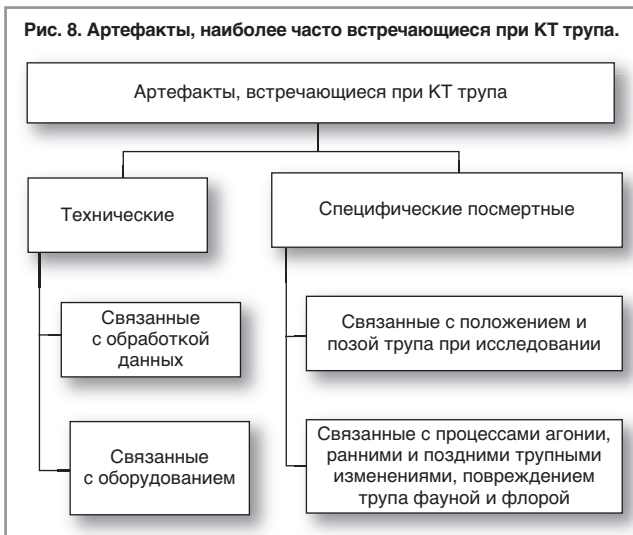 Рис. 8. Артефакты, наиболее часто встречающиеся при КТ трупа.
Артефакты, встречающиеся при КТ трупа
Технические
Специфические посмертные
Связанные
с обработкой
данных
Связанные с положением и
позой трупа при исследовании
Связанные
с оборудованием
Связанные с процессами агонии,
ранними и поздними трупными
изменениями, повреждением
трупа фауной и флорой